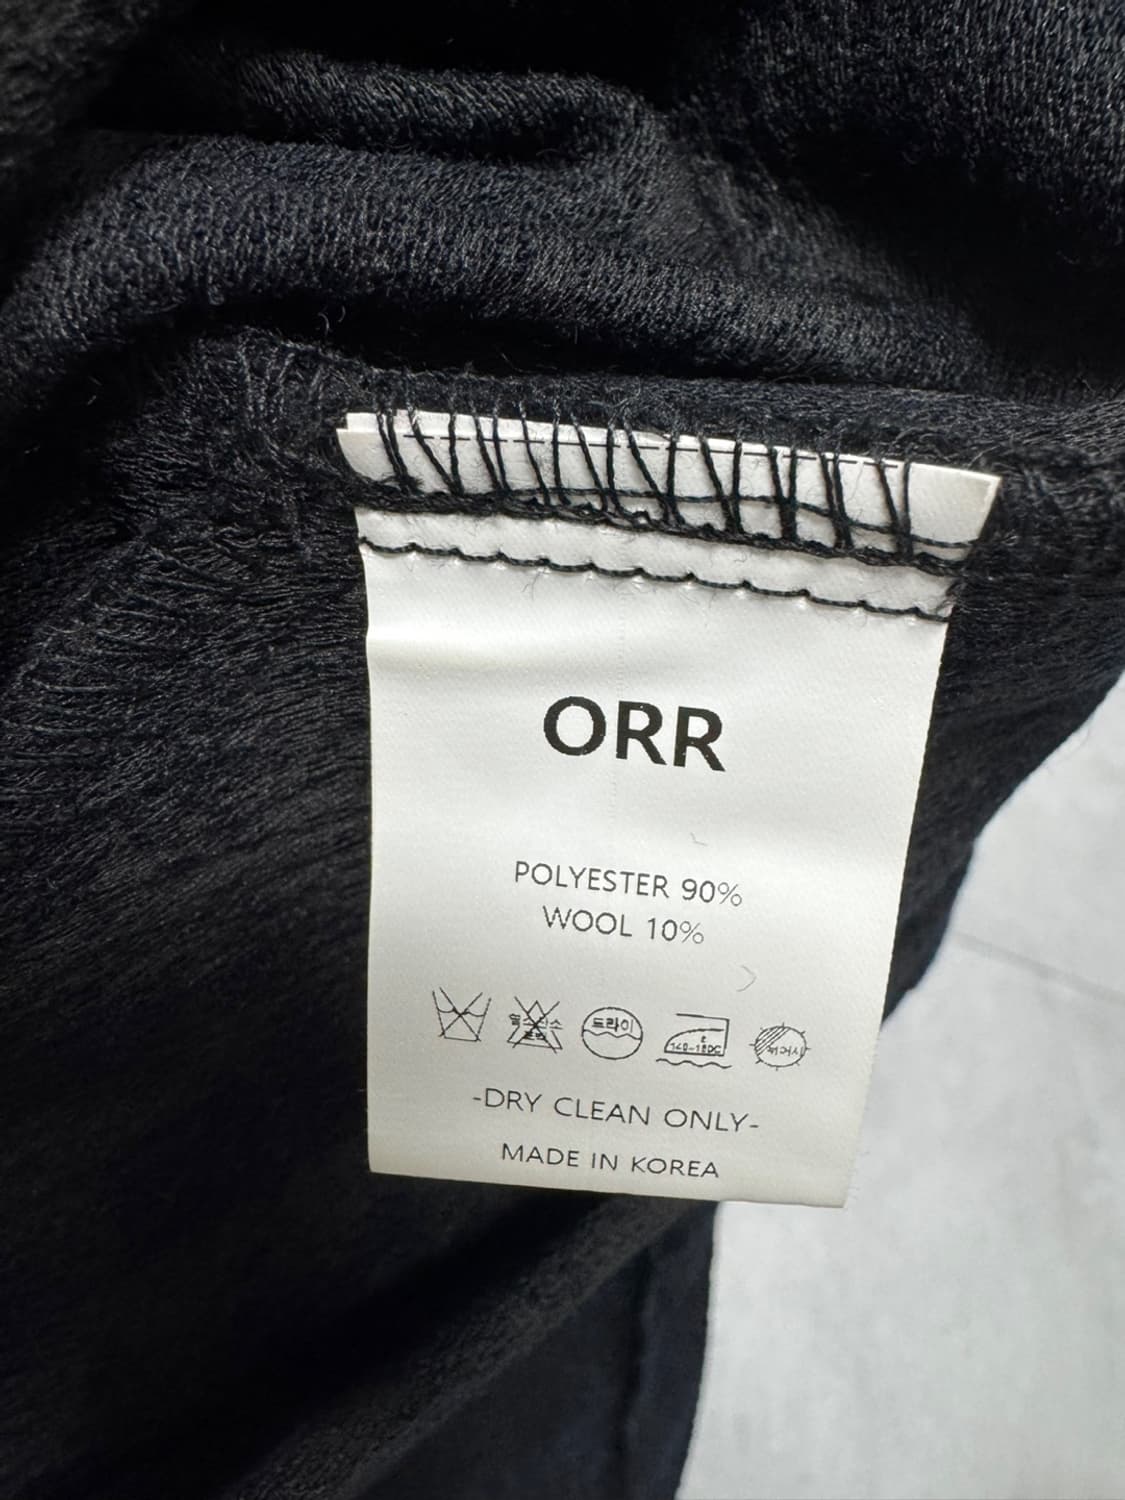 ORR
POLYESTER 90%
WOOL 10%
드라이
-DRY CLEAN ONLY-
MADE IN KOREA